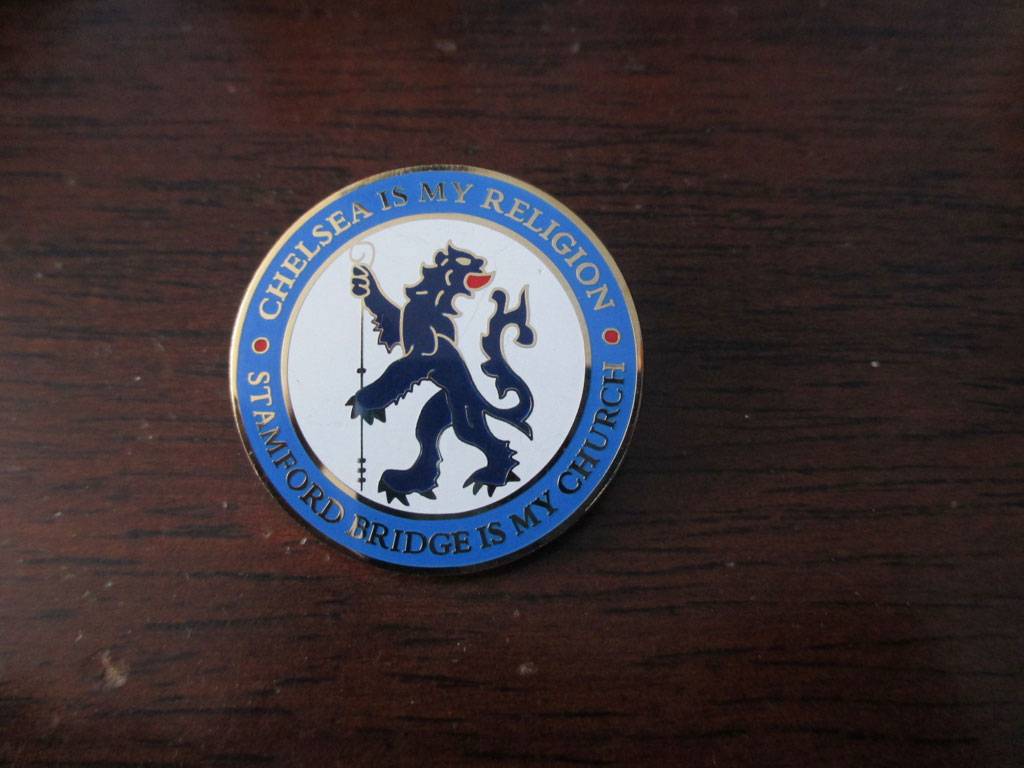 CHELSEA IS MY RELIGION
STAMFORD BRIDGE IS MY CHURCH